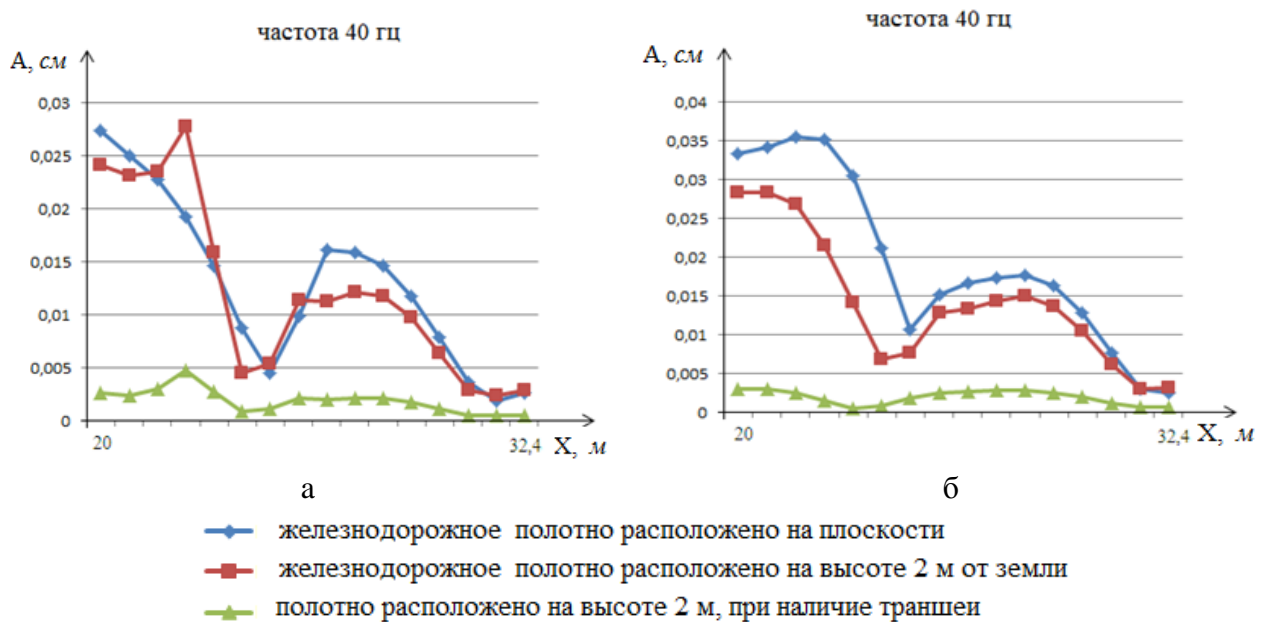 частота 40 гц
А, см
0,03
0,025
0,02
0,015
0,01
0,005
0
20
32,4
Х, м
а
частота 40 гц
А, см
0,04
0,035
0,03
0,025
0,02
0,015
0,01
0,005
0
20
32,4
Х, м
б
железнодорожное полотно расположено на плоскости
железнодорожное полотно расположено на высоте 2 м от земли
полотно расположено на высоте 2 м, при наличие траншеи